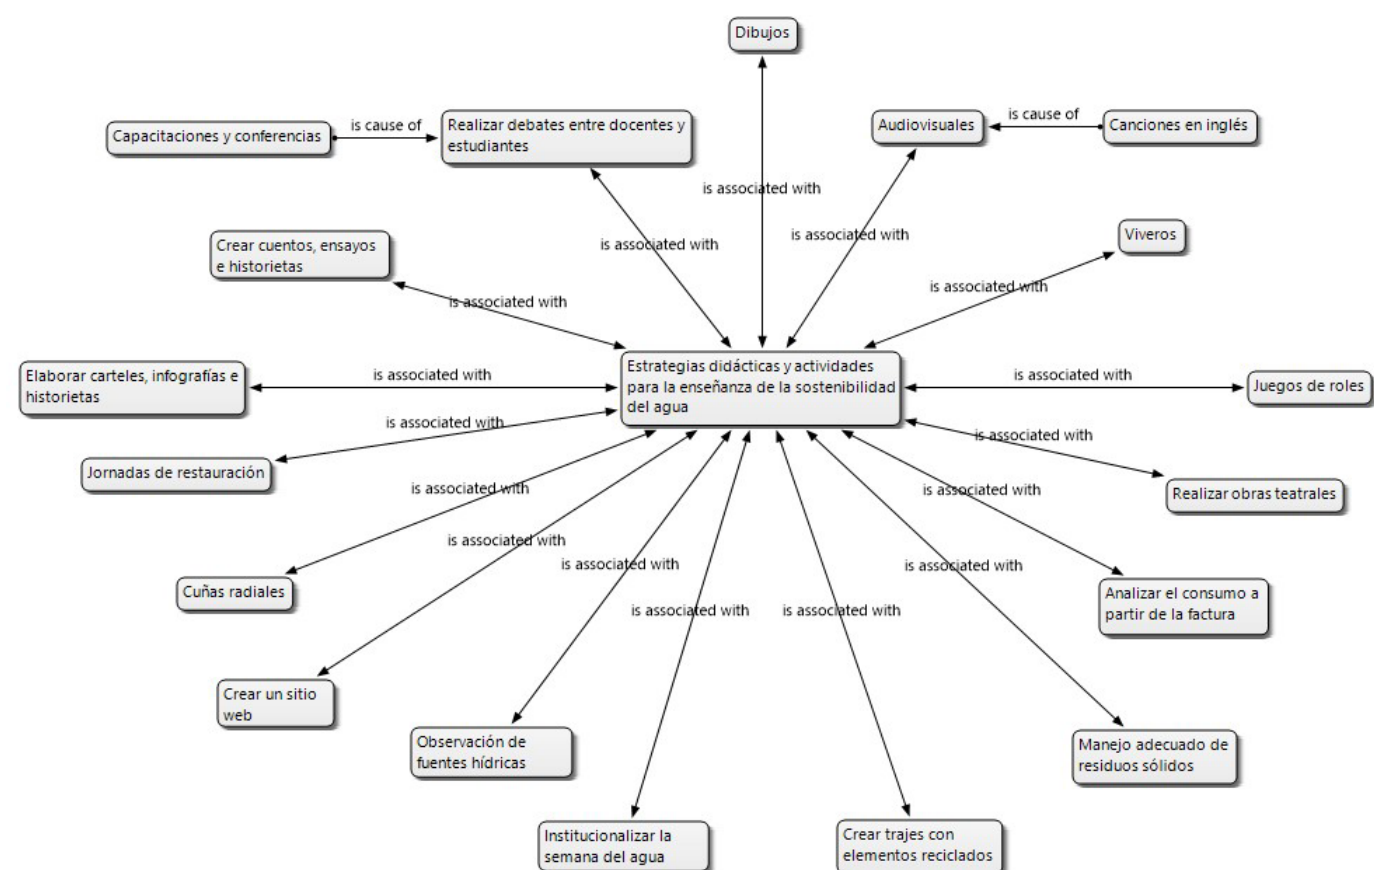 Dibujos
Capacitaciones y conferencias
is cause of
Realizar debates entre docentes y
estudiantes
Audiovisuales
is cause of
Canciones en inglés
is associated with
is associated with
is associated with
Viveros
Crear cuentos, ensayos
e historietas
is associated with
is associated with
Estrategias didácticas y actividades
para la enseñanza de la sostenibilidad
del agua
Elaborar carteles, infografías e
historietas
is associated with
is associated with
Juegos de roles
is associated with
is associated with
Jornadas de restauración
is associated with
is associated with
Realizar obras teatrales
is associated with
is associated with
is associated with
Cuñas radiales
Analizar el consumo a
partir de la factura
is associated with
is associated with
Crear un sitio
web
Observación de
fuentes hídricas
Manejo adecuado de
residuos sólidos
Institucionalizar la
semana del agua
Crear trajes con
elementos reciclados